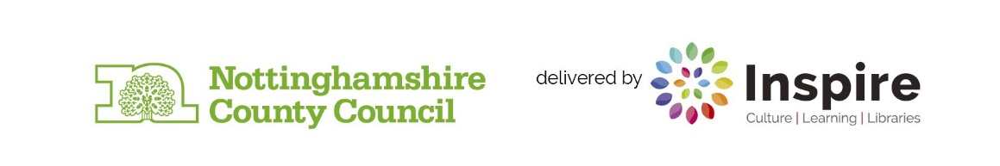 Nottinghamshire
County Council
delivered by
Inspire
Culture | Learning | Libraries